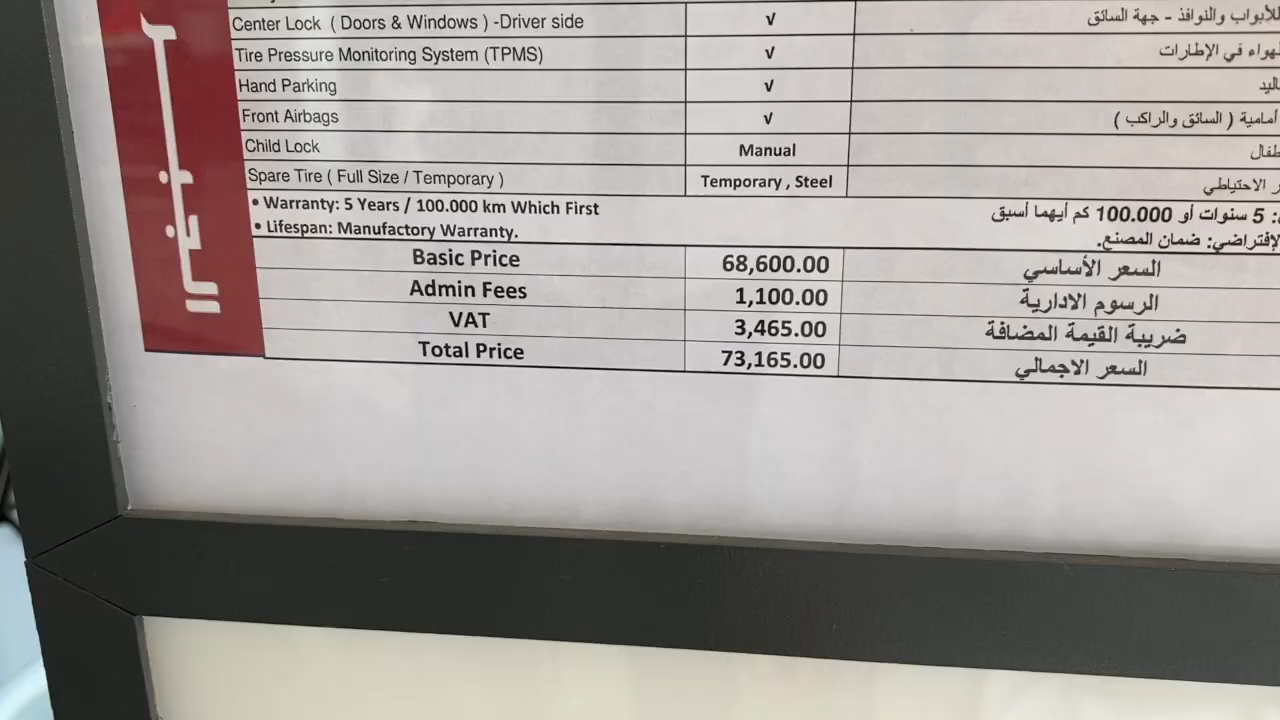 Center Lock ( Doors & Windows ) -Driver side √ للأبواب والنوافذ - جهة السائق
Tire Pressure Monitoring System (TPMS) √ لهواء في الإطارات
Hand Parking √
Front Airbags √ أمامية ( السائق والراكب )
Child Lock Manual
Spare Tire ( Full Size / Temporary ) Temporary , Steel الاحتياطي
• Warranty: 5 Years / 100.000 km Which First 5 سنوات أو 100.000 كم أيهما أسبق
• Lifespan: Manufactory Warranty. الإفتراضي: ضمان المصنع.
Basic Price 68,600.00 السعر الأساسي
Admin Fees 1,100.00 الرسوم الادارية
VAT 3,465.00 ضريبة القيمة المضافة
Total Price 73,165.00 السعر الاجمالي
الجبر